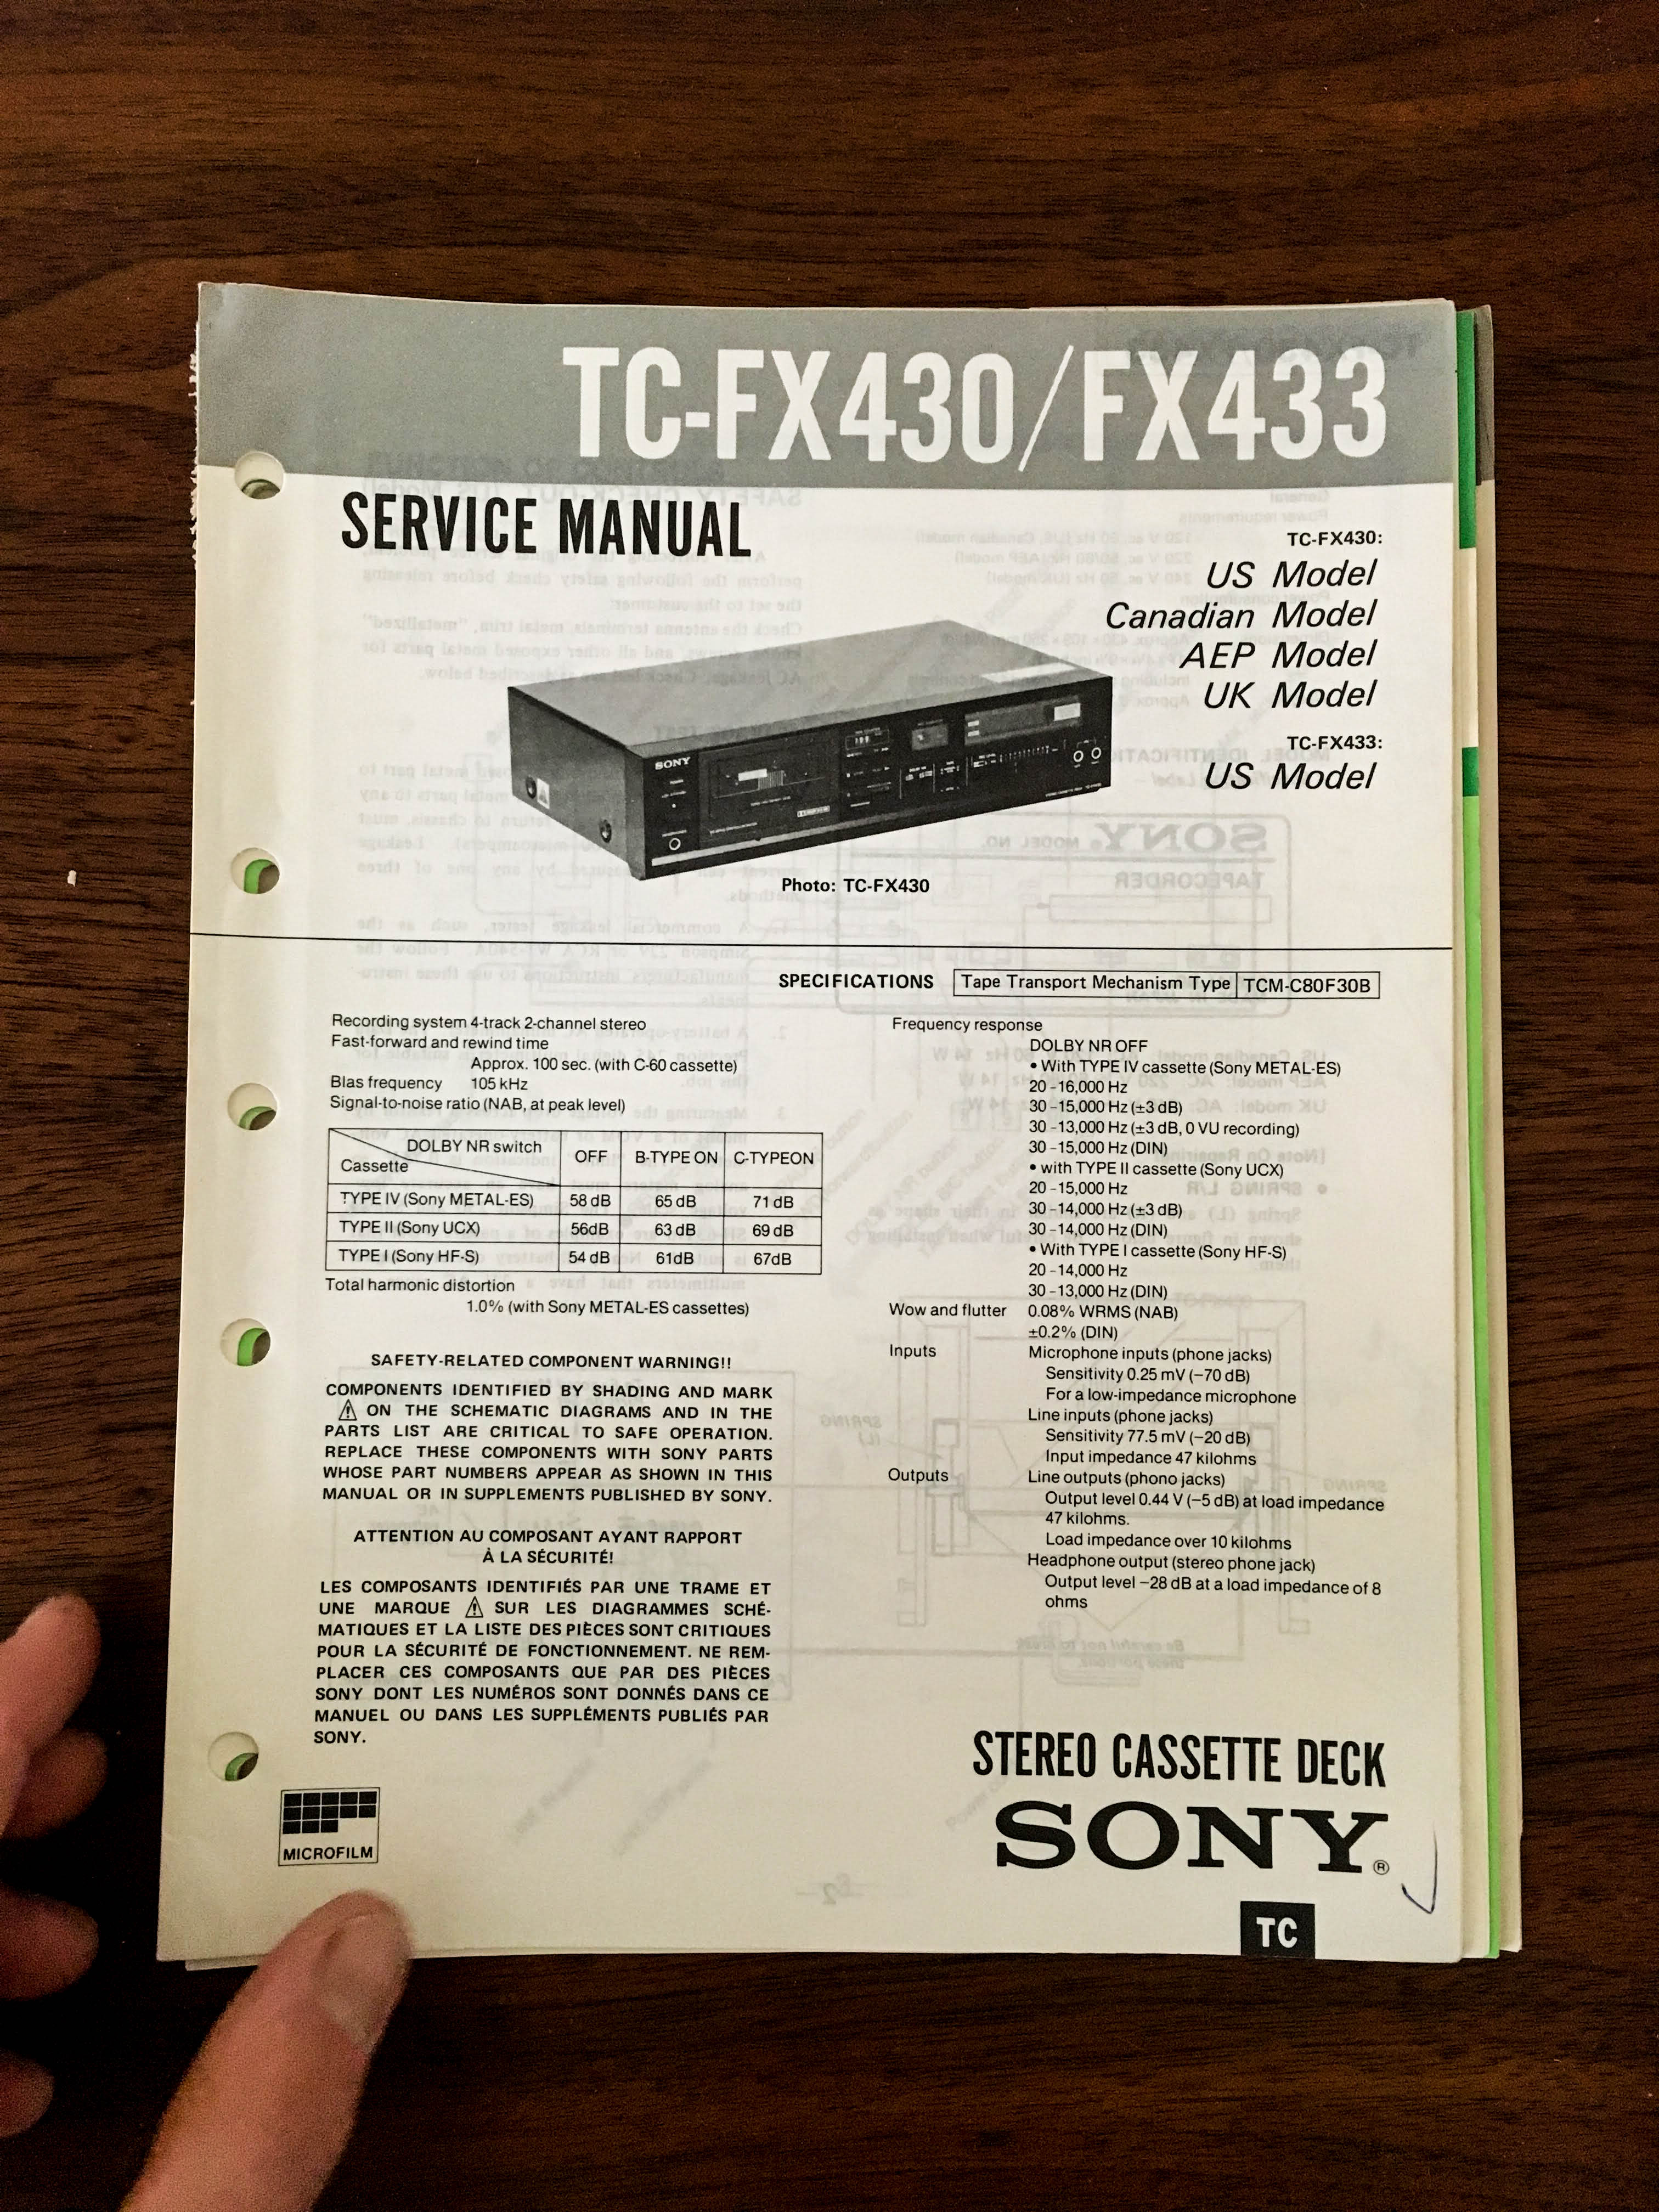 TC-FX430/FX433
SERVICE MANUAL
TC-FX430:
US Model
Canadian Model
AEP Model
UK Model
TC-FX433:
US Model
SONY
Photo: TC-FX430
SPECIFICATIONS
Tape Transport Mechanism Type TCM-C80F30B
Recording system 4-track 2-channel stereo
Fast-forward and rewind time
Approx. 100 sec. (with C-60 cassette)
Bias frequency 105 kHz
Signal-to-noise ratio (NAB, at peak level)
DOLBY NR switch
Cassette
OFF B-TYPE ON C-TYPEON
TYPE IV (Sony METAL-ES) 58 dB 65 dB 71 dB
TYPE II (Sony UCX) 56dB 63 dB 69 dB
TYPE I (Sony HF-S) 54 dB 61dB 67dB
Total harmonic distortion
1.0% (with Sony METAL-ES cassettes)
SAFETY-RELATED COMPONENT WARNING!!
COMPONENTS IDENTIFIED BY SHADING AND MARK
⚠ ON THE SCHEMATIC DIAGRAMS AND IN THE
PARTS LIST ARE CRITICAL TO SAFE OPERATION.
REPLACE THESE COMPONENTS WITH SONY PARTS
WHOSE PART NUMBERS APPEAR AS SHOWN IN THIS
MANUAL OR IN SUPPLEMENTS PUBLISHED BY SONY.
ATTENTION AU COMPOSANT AYANT RAPPORT
À LA SÉCURITÉ!
LES COMPOSANTS IDENTIFIÉS PAR UNE TRAME ET
UNE MARQUE ⚠ SUR LES DIAGRAMMES SCHÉ-
MATIQUES ET LA LISTE DES PIÈCES SONT CRITIQUES
POUR LA SÉCURITÉ DE FONCTIONNEMENT. NE REM-
PLACER CES COMPOSANTS QUE PAR DES PIÈCES
SONY DONT LES NUMÉROS SONT DONNÉS DANS CE
MANUEL OU DANS LES SUPPLÉMENTS PUBLIÉS PAR
SONY.
Frequency response
DOLBY NR OFF
• With TYPE IV cassette (Sony METAL-ES)
20 - 16,000 Hz
30 - 15,000 Hz (±3 dB)
30 - 13,000 Hz (±3 dB, 0 VU recording)
30 - 15,000 Hz (DIN)
• with TYPE II cassette (Sony UCX)
20 - 15,000 Hz
30 - 14,000 Hz (±3 dB)
30 - 14,000 Hz (DIN)
• With TYPE I cassette (Sony HF-S)
20 - 14,000 Hz
30 - 13,000 Hz (DIN)
Wow and flutter 0.08% WRMS (NAB)
±0.2% (DIN)
Inputs Microphone inputs (phone jacks)
Sensitivity 0.25 mV (−70 dB)
For a low-impedance microphone
Line inputs (phone jacks)
Sensitivity 77.5 mV (−20 dB)
Input impedance 47 kilohms
Outputs Line outputs (phono jacks)
Output level 0.44 V (−5 dB) at load impedance
47 kilohms.
Load impedance over 10 kilohms
Headphone output (stereo phone jack)
Output level −28 dB at a load impedance of 8
ohms
STEREO CASSETTE DECK
SONY®
TC
MICROFILM